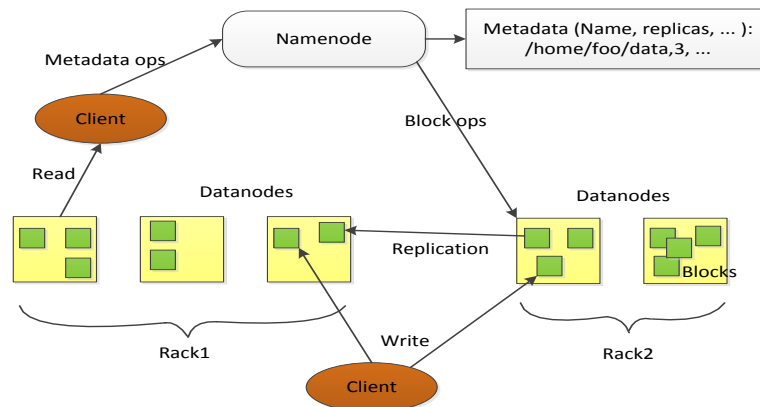 Namenode
Metadata (Name, replicas, ... ):
/home/foo/data,3, ...
Metadata ops
Client
Block ops
Read
Datanodes
Datanodes
Replication
Blocks
Rack1
Write
Rack2
Client